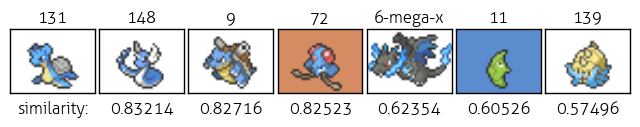 131 148 9 72 6-mega-x 11 139
similarity: 0.83214 0.82716 0.82523 0.62354 0.60526 0.57496